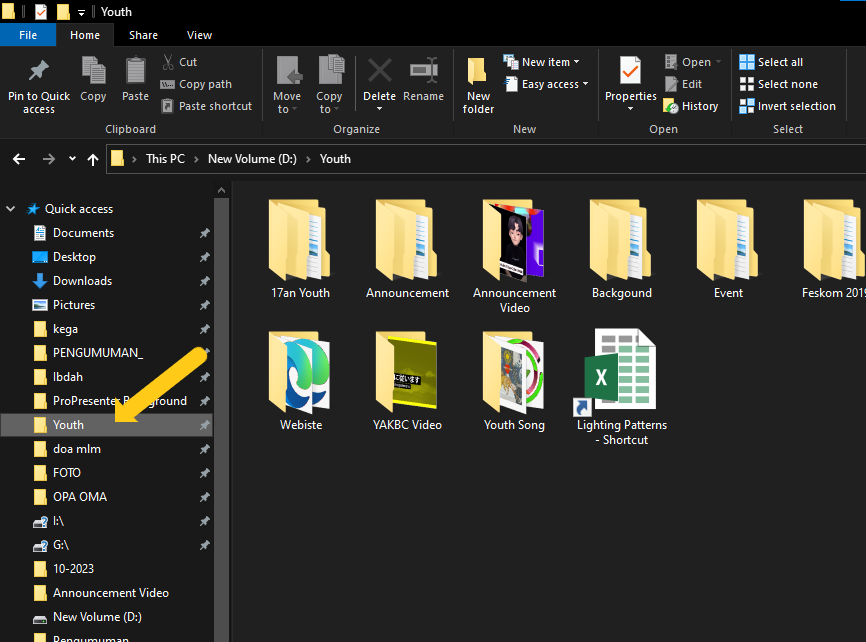 Youth
File Home Share View
Pin to Quick access
Copy
Paste
Cut
Copy path
Paste shortcut
Clipboard
Move to
Copy to
Delete
Rename
Organize
New folder
New item
Easy access
New
Properties
Open
Edit
History
Open
Select all
Select none
Invert selection
Select
This PC > New Volume (D:) > Youth
Quick access
Documents
Desktop
Downloads
Pictures
kega
PENGUMUMAN_
Ibdah
ProPresenter Background
Youth
doa mlm
FOTO
OPA OMA
I:\
G:\
10-2023
Announcement Video
New Volume (D:)
Pengumuman
17an Youth
Announcement
Announcement
Video
Backgound
Event
Feskom 2019
Webiste
YAKBC Video
Youth Song
X
Lighting Patterns
- Shortcut